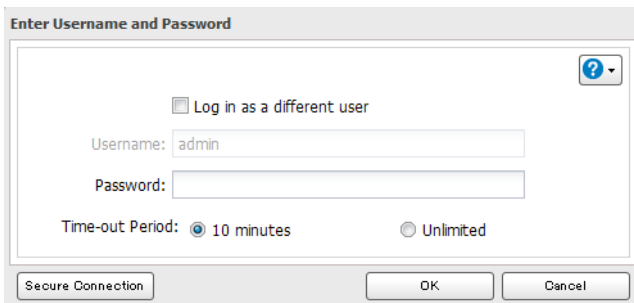 Enter Username and Password
?
Log in as a different user
Username: admin
Password:
Time-out Period: 10 minutes Unlimited
Secure Connection OK Cancel